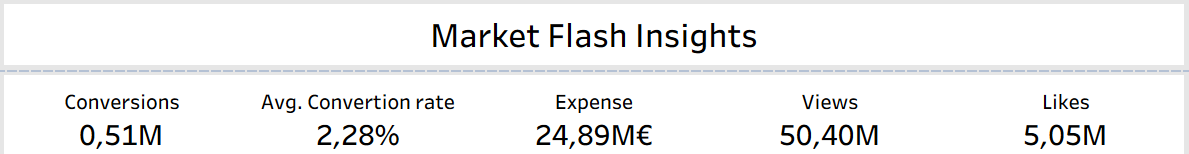 Market Flash Insights
Conversions Avg. Convertion rate Expense Views Likes
0,51M 2,28% 24,89M€ 50,40M 5,05M